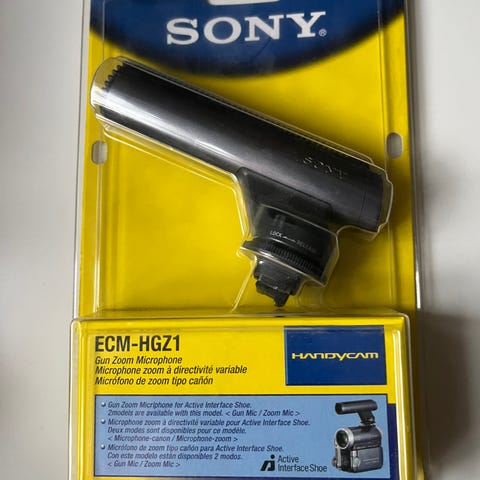 SONY®
SONY
LOCK RELEASE
ECM-HGZ1
Gun Zoom Microphone
Microphone zoom à directivité variable
Micrófono de zoom tipo cañón
HANDYCAM
• Gun Zoom Micriphone for Active Interface Shoe.
2models are available with this model. < Gun Mic / Zoom Mic >
• Microphone zoom à directivité variable pour Active Interface Shoe.
Deux modes sont disponibles pour ce modèle.
< Microphone-canon / Microphone-zoom >
• Micrófono de zoom tipo cañón para Active Interface Shoe.
Con este modelo están disponibles 2 modos.
< Gun Mic / Zoom Mic >
Active
Interface Shoe